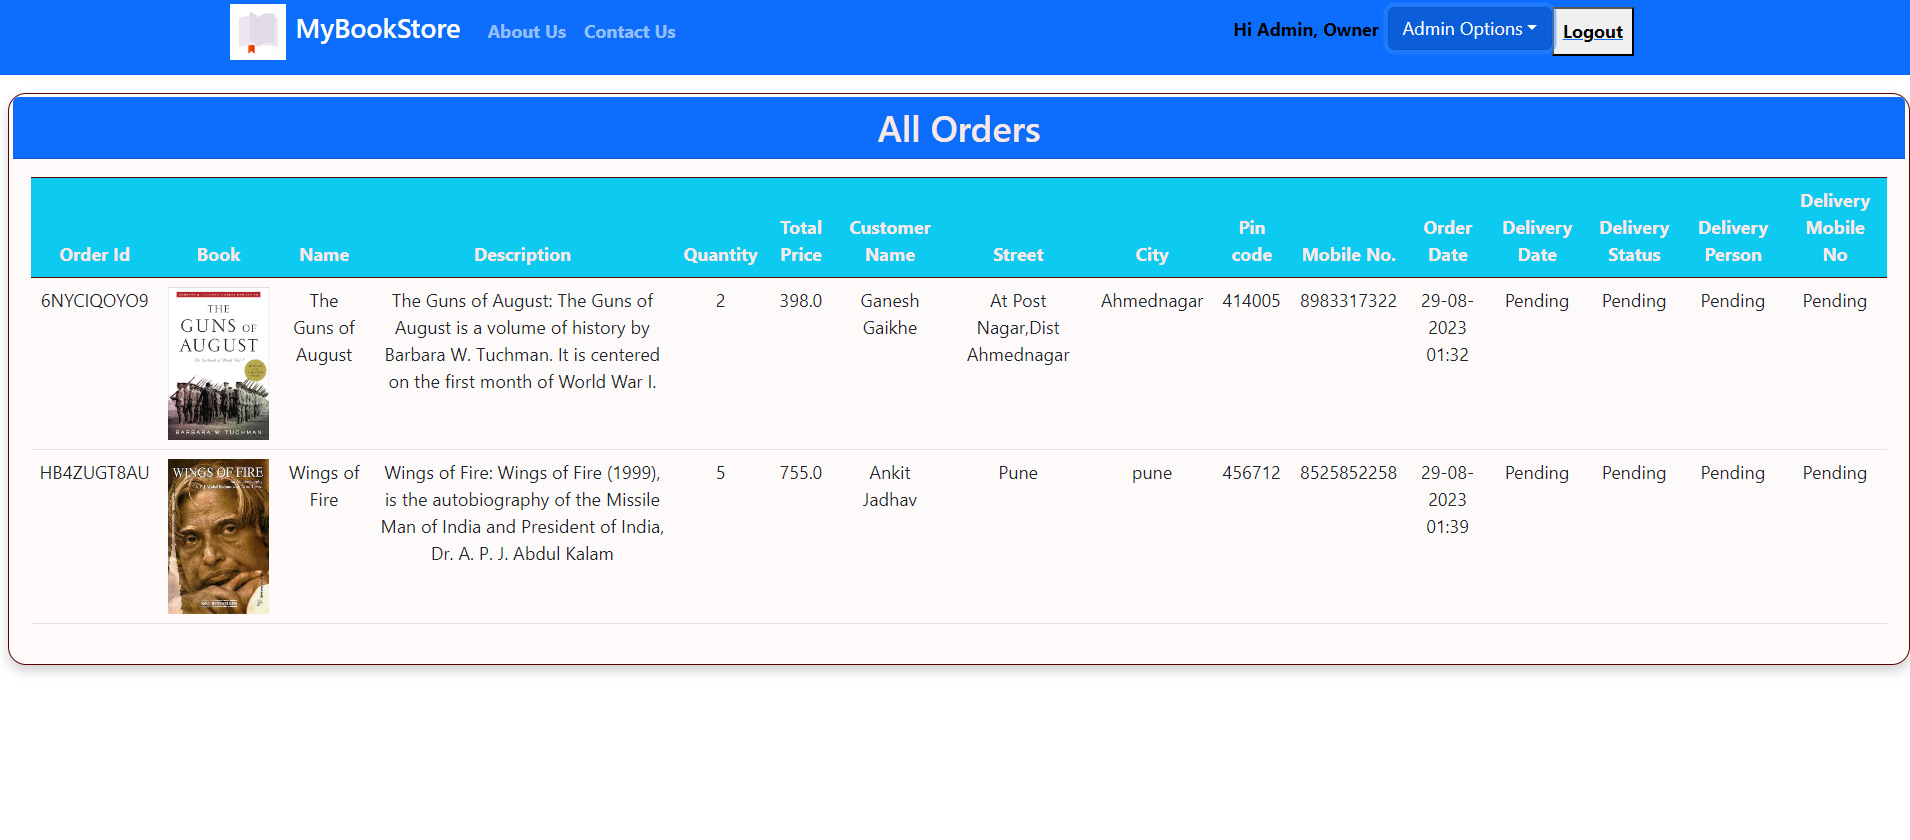 MyBookStore About Us Contact Us Hi Admin, Owner Admin Options Logout
All Orders
Order Id Book Name Description Quantity Total Price Customer Name Street City Pin code Mobile No. Order Date Delivery Date Delivery Status Delivery Person Delivery Mobile No
6NYCIQOYO9
THE
GUNS OF
AUGUST
BARBARA W. TUCHMAN
The
Guns of
August
The Guns of August: The Guns of
August is a volume of history by
Barbara W. Tuchman. It is centered
on the first month of World War I.
2
398.0
Ganesh
Gaikhe
At Post
Nagar,Dist
Ahmednagar
Ahmednagar
414005
8983317322
29-08-
2023
01:32
Pending
Pending
Pending
Pending
HB4ZUGT8AU
WINGS OF FIRE
Wings of
Fire
Wings of Fire: Wings of Fire (1999),
is the autobiography of the Missile
Man of India and President of India,
Dr. A. P. J. Abdul Kalam
5
755.0
Ankit
Jadhav
Pune
pune
456712
8525852258
29-08-
2023
01:39
Pending
Pending
Pending
Pending